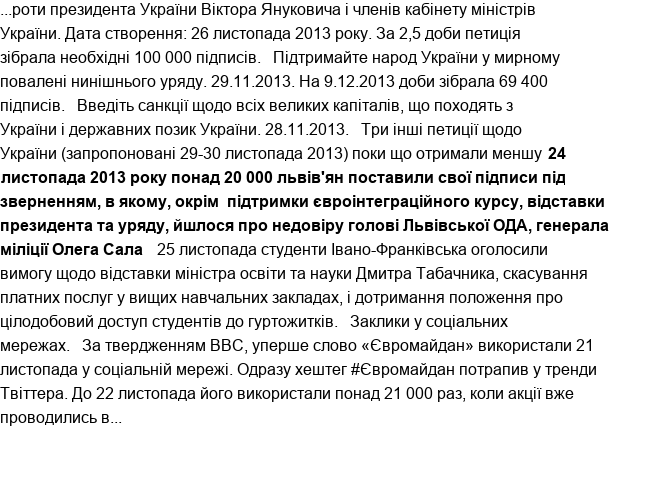 ...роти президента України Віктора Януковича і членів кабінету міністрів
України. Дата створення: 26 листопада 2013 року. За 2,5 доби петиція
зібрала необхідні 100 000 підписів.   Підтримайте народ України у мирному
повалені нинішнього уряду. 29.11.2013. На 9.12.2013 доби зібрала 69 400
підписів.   Введіть санкції щодо всіх великих капіталів, що походять з
України і державних позик України. 28.11.2013.   Три інші петиції щодо
України (запропоновані 29-30 листопада 2013) поки що отримали меншу 24
листопада 2013 року понад 20 000 львів'ян поставили свої підписи під
зверненням, в якому, окрім  підтримки євроінтеграційного курсу, відставки
президента та уряду, йшлося про недовіру голові Львівської ОДА, генерала
міліції Олега Сала   25 листопада студенти Івано-Франківська оголосили
вимогу щодо відставки міністра освіти та науки Дмитра Табачника, скасування
платних послуг у вищих навчальних закладах, і дотримання положення про
цілодобовий доступ студентів до гуртожитків.   Заклики у соціальних
мережах.   За твердженням BBC, уперше слово «Євромайдан» використали 21
листопада у соціальній мережі. Одразу хештег #Євромайдан потрапив у тренди
Твіттера. До 22 листопада його використали понад 21 000 раз, коли акції вже
проводились в...